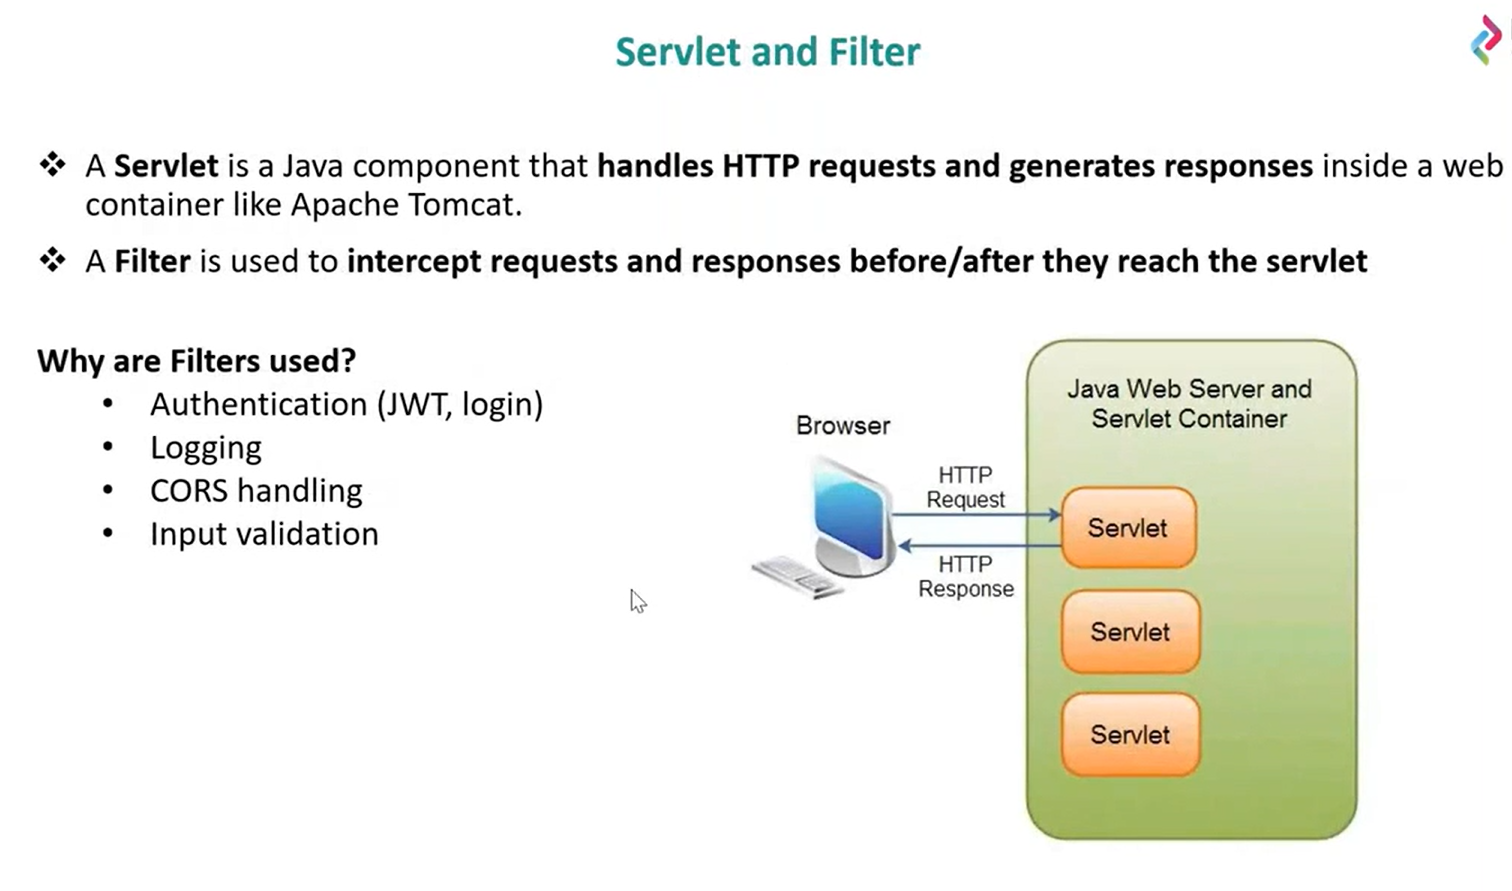 Servlet and Filter
❖ A Servlet is a Java component that handles HTTP requests and generates responses inside a web
container like Apache Tomcat.
❖ A Filter is used to intercept requests and responses before/after they reach the servlet
Why are Filters used?
• Authentication (JWT, login)
• Logging
• CORS handling
• Input validation
Browser
HTTP
Request
HTTP
Response
Java Web Server and
Servlet Container
Servlet
Servlet
Servlet